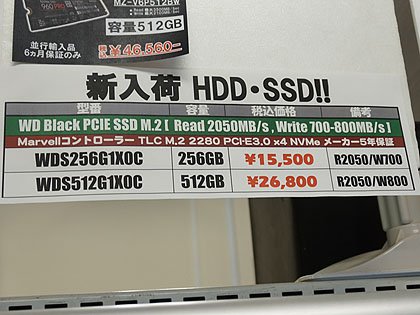 960 PRO
MZ-V6P512BW
容量512GB
並行輸入品
6ヵ月保証のみ
¥46,560
新入荷 HDD・SSD!!
型番 容量 税込価格 備考
WD Black PCIE SSD M.2 [ Read 2050MB/s , Write 700-800MB/s ]
Marvellコントローラー TLC M.2 2280 PCI-E3.0 x4 NVMe メーカー5年保証
WDS256G1X0C 256GB ¥15,500 R2050/W700
WDS512G1X0C 512GB ¥26,800 R2050/W800